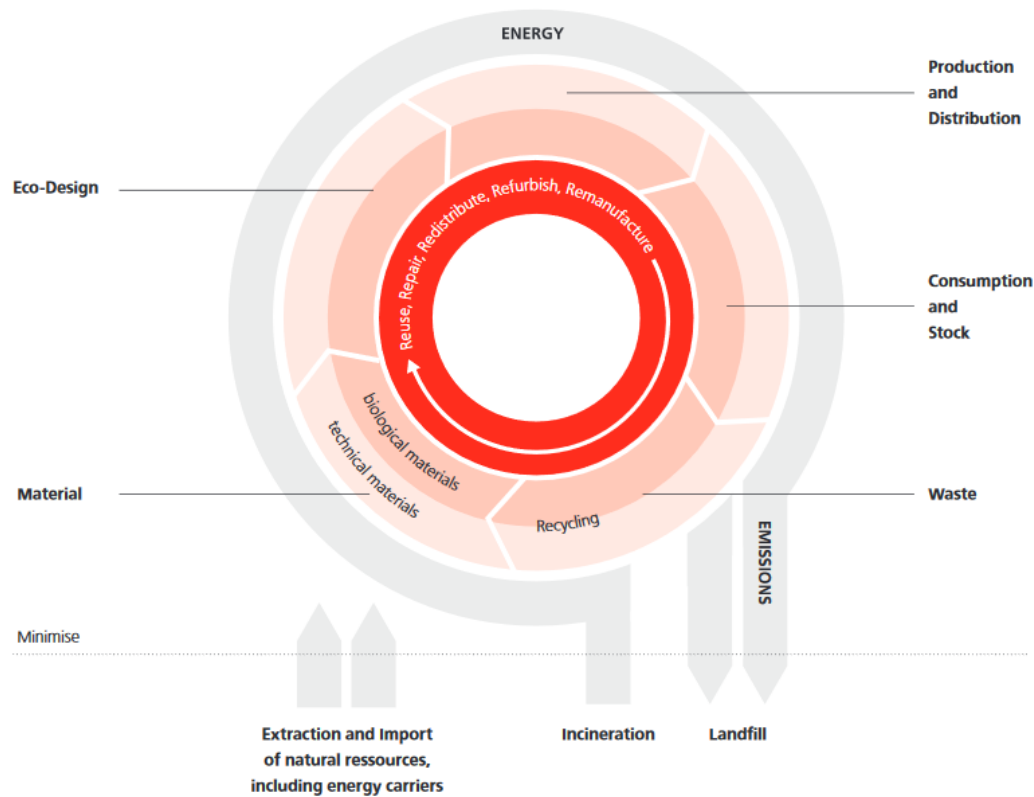 ENERGY
Production
and
Distribution
Eco-Design
Reuse, Repair, Redistribute, Refurbish, Remanufacture
Consumption
and
Stock
biological materials
technical materials
Material
Recycling
Waste
EMISSIONS
Minimise
Extraction and Import
of natural ressources,
including energy carriers
Incineration
Landfill